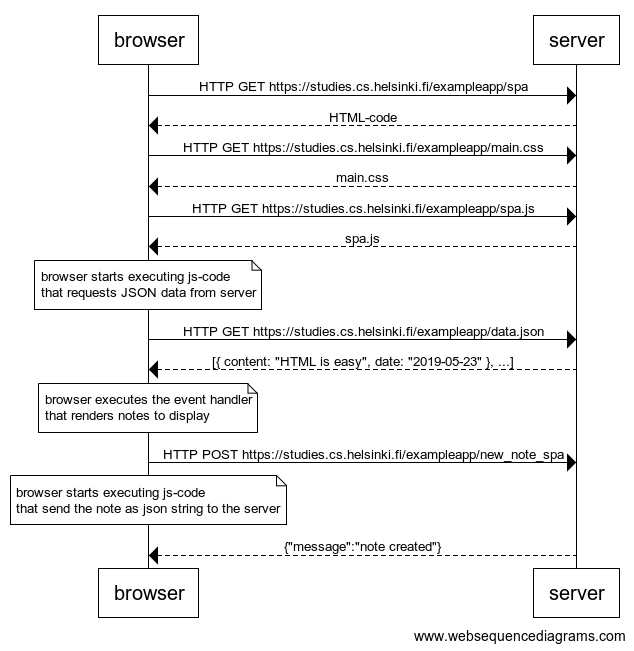 browser
server
HTTP GET https://studies.cs.helsinki.fi/exampleapp/spa
HTML-code
HTTP GET https://studies.cs.helsinki.fi/exampleapp/main.css
main.css
HTTP GET https://studies.cs.helsinki.fi/exampleapp/spa.js
spa.js
browser starts executing js-code
that requests JSON data from server
HTTP GET https://studies.cs.helsinki.fi/exampleapp/data.json
[{ content: "HTML is easy", date: "2019-05-23" }, ...]
browser executes the event handler
that renders notes to display
HTTP POST https://studies.cs.helsinki.fi/exampleapp/new_note_spa
browser starts executing js-code
that send the note as json string to the server
{"message":"note created"}
browser
server
www.websequencediagrams.com